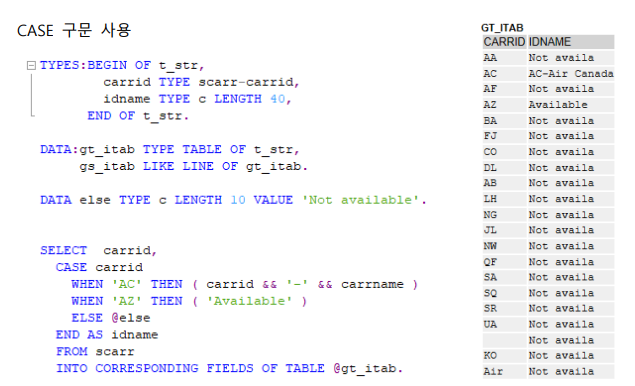 CASE 구문 사용
TYPES:BEGIN OF t_str,
carrid TYPE scarr-carrid,
idname TYPE c LENGTH 40,
END OF t_str.
DATA:gt_itab TYPE TABLE OF t_str,
gs_itab LIKE LINE OF gt_itab.
DATA else TYPE c LENGTH 10 VALUE 'Not available'.
SELECT carrid,
CASE carrid
WHEN 'AC' THEN ( carrid && '-' && carrname )
WHEN 'AZ' THEN ( 'Available' )
ELSE @else
END AS idname
FROM scarr
INTO CORRESPONDING FIELDS OF TABLE @gt_itab.
GT_ITAB
CARRID IDNAME
AA Not availa
AC AC-Air Canada
AF Not availa
AZ Available
BA Not availa
FJ Not availa
CO Not availa
DL Not availa
AB Not availa
LH Not availa
NG Not availa
JL Not availa
NW Not availa
QF Not availa
SA Not availa
SQ Not availa
SR Not availa
UA Not availa
Not availa
KO Not availa
Air Not availa